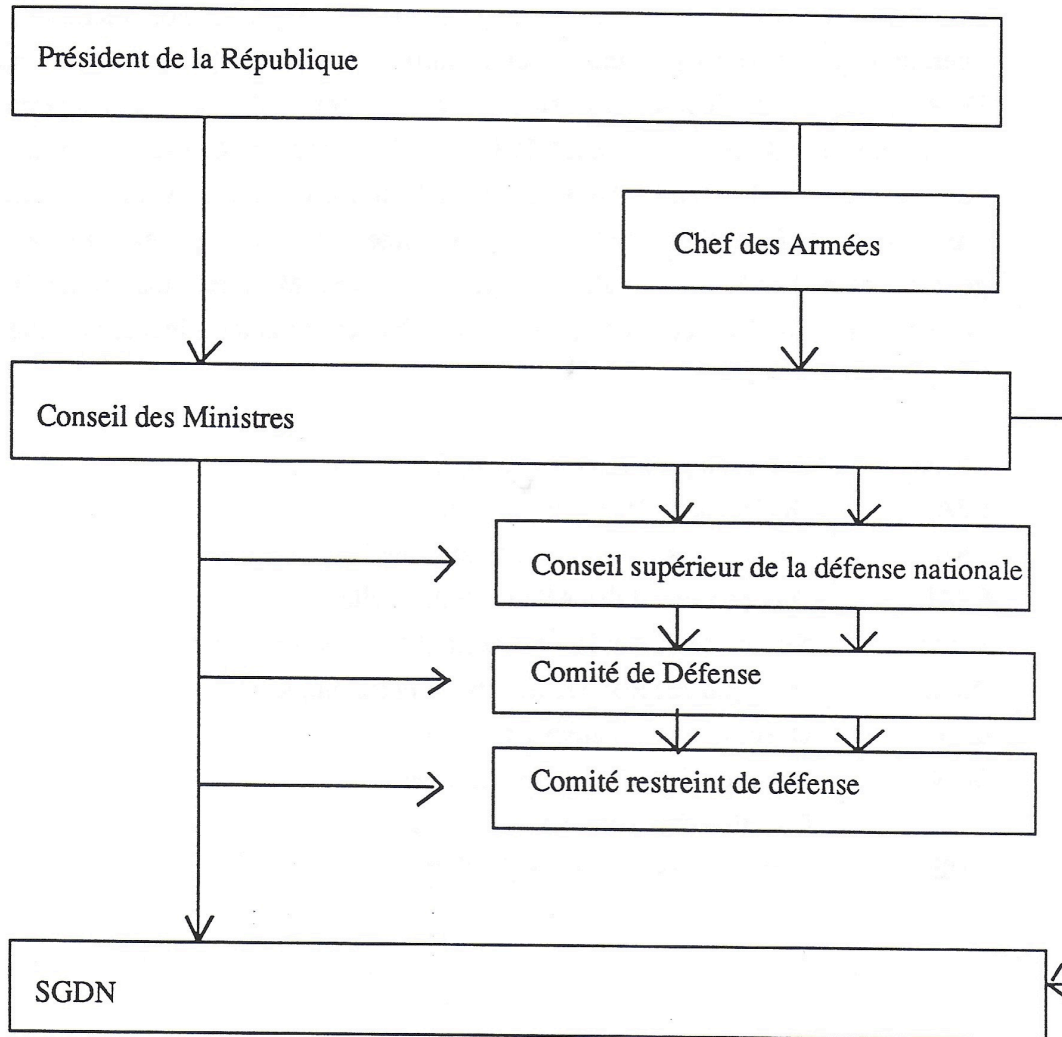 Président de la République
Chef des Armées
Conseil des Ministres
Conseil supérieur de la défense nationale
Comité de Défense
Comité restreint de défense
SGDN